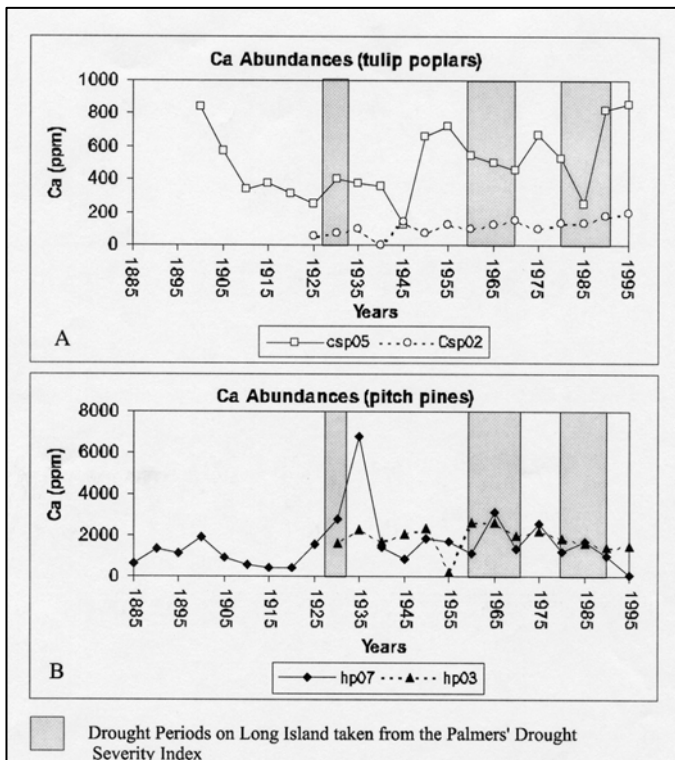 Ca Abundances (tulip poplars)
1000
800
600
400
200
0
Ca (ppm)
1885
1895
1905
1915
1925
1935
1945
1955
1965
1975
1985
1995
Years
A
csp05
Csp02
Ca Abundances (pitch pines)
8000
6000
4000
2000
0
Ca (ppm)
1885
1895
1905
1915
1925
1935
1945
1955
1965
1975
1985
1995
Years
B
hp07
hp03
Drought Periods on Long Island taken from the Palmers' Drought
Severity Index